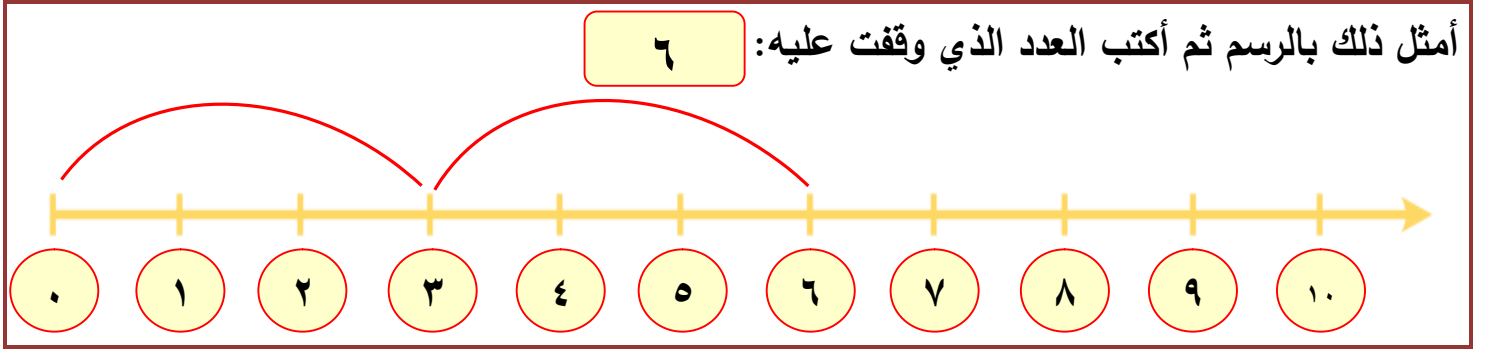 أمثل ذلك بالرسم ثم أكتب العدد الذي وقفت عليه: ٦
٠ ١ ٢ ٣ ٤ ٥ ٦ ٧ ٨ ٩ ١٠